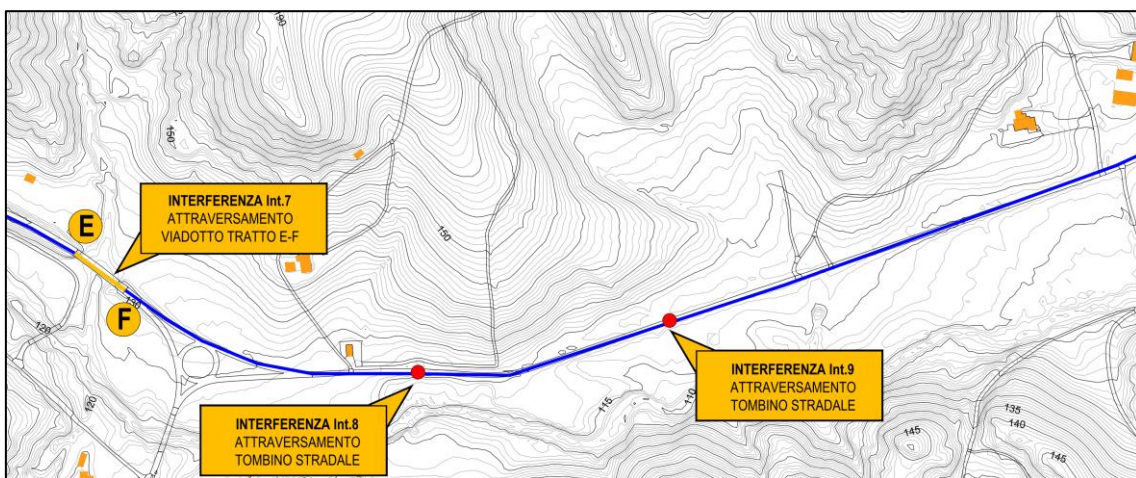 190
150
E
INTERFERENZA Int.7
ATTRAVERSAMENTO
VIADOTTO TRATTO E-F
150
F
130
120
120
INTERFERENZA Int.8
ATTRAVERSAMENTO
TOMBINO STRADALE
INTERFERENZA Int.9
ATTRAVERSAMENTO
TOMBINO STRADALE
115
110
135
140
145
145